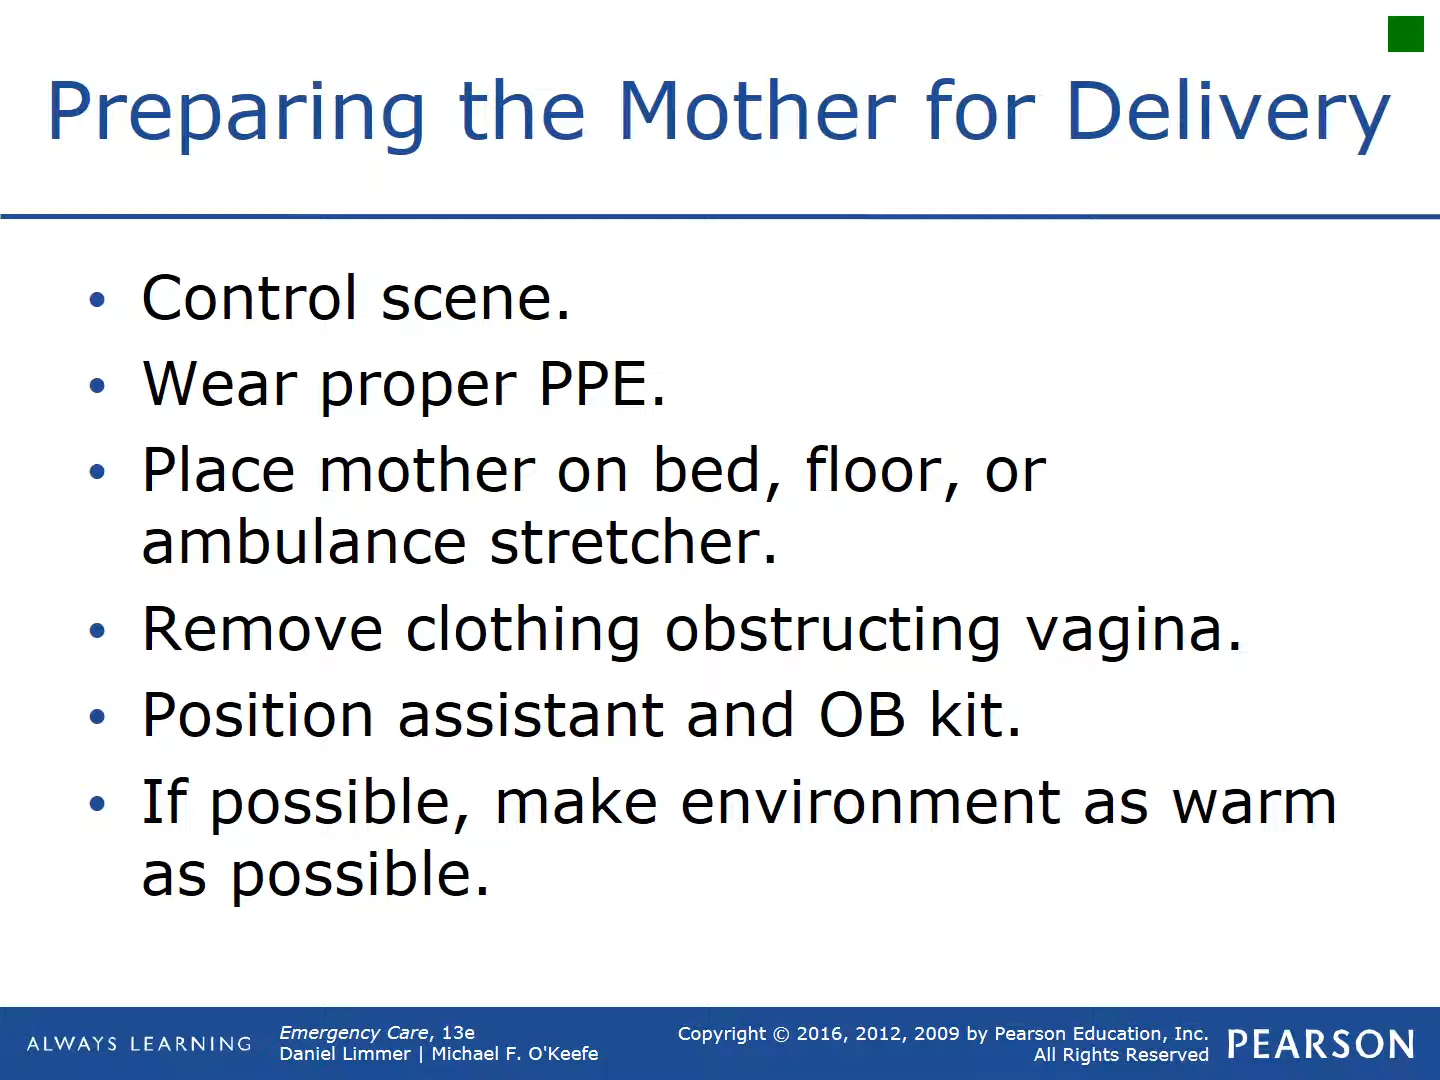 Preparing the Mother for Delivery
• Control scene.
• Wear proper PPE.
• Place mother on bed, floor, or
ambulance stretcher.
• Remove clothing obstructing vagina.
• Position assistant and OB kit.
• If possible, make environment as warm
as possible.
ALWAYS LEARNING
Emergency Care, 13e
Daniel Limmer | Michael F. O'Keefe
Copyright © 2016, 2012, 2009 by Pearson Education, Inc.
All Rights Reserved
PEARSON